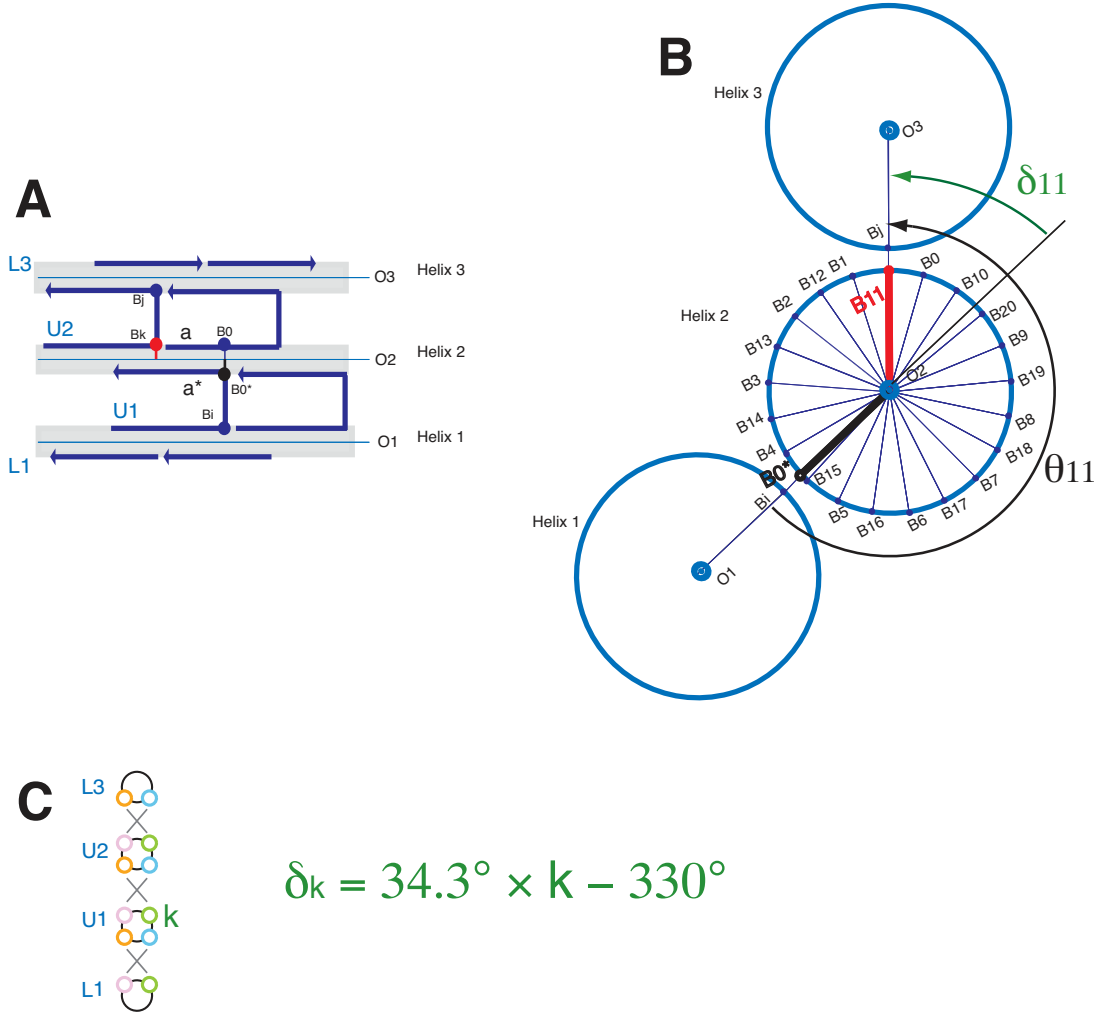 A
L3
O3
Helix 3
Bj
U2
Bk
a
B0
O2
Helix 2
a*
B0*
U1
Bi
O1
Helix 1
L1
B
Helix 3
O3
δ11
Bj
B12
B1
B0
B11
B10
B2
B20
Helix 2
B13
B9
O2
B3
B19
B14
B8
B4
B18
B0*
B15
B7
θ11
Bi
B5
B16
B6
B17
Helix 1
O1
C
L3
U2
U1
k
L1
δk = 34.3° × k – 330°